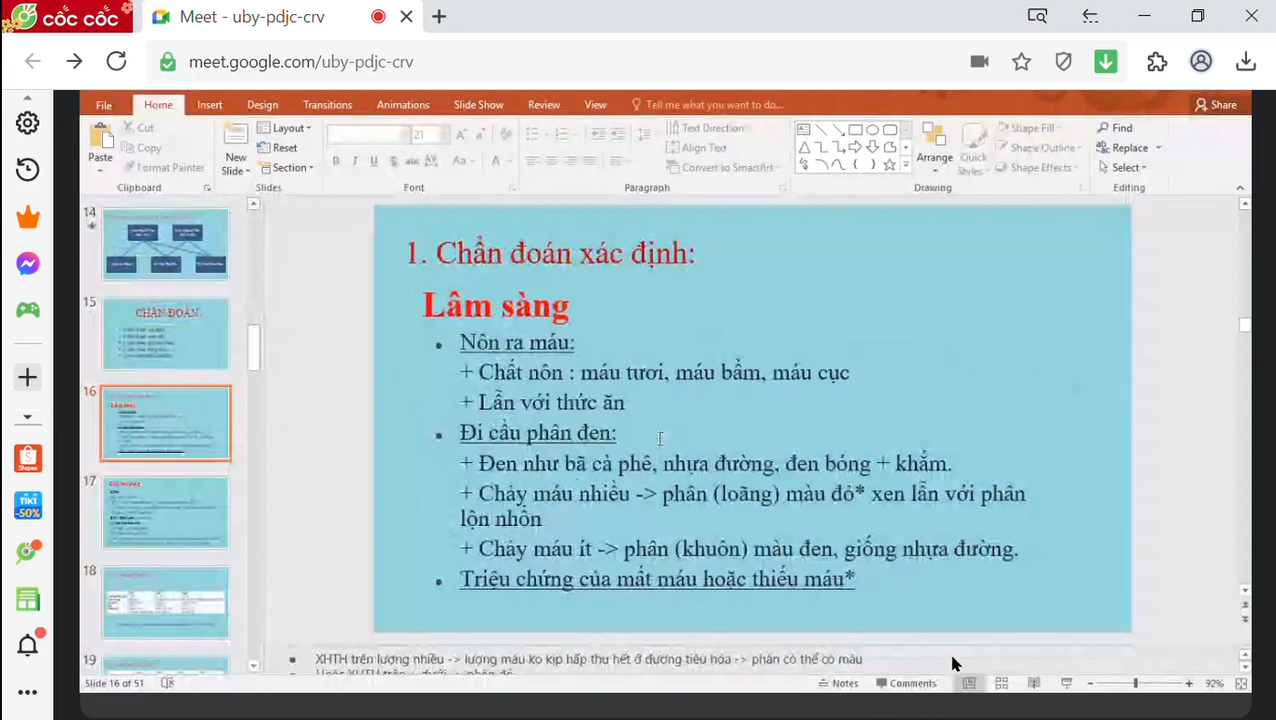 cốc cốc
Meet - uby-pdjc-crv
meet.google.com/uby-pdjc-crv
File Home Insert Design Transitions Animations Slide Show Review View Tell me what you want to do... Share
Paste Cut Copy Format Painter
Clipboard
New Slide Layout Reset Section
Slides
21
B I U S abc AV Aa A
Font
Text Direction
Align Text
Convert to SmartArt
Paragraph
Arrange Quick Styles
Shape Fill
Shape Outline
Shape Effects
Drawing
Find
Replace
Select
Editing
14
15
CHẨN ĐOÁN
16
17
18
19
1. Chẩn đoán xác định:
Lâm sàng
• Nôn ra máu:
+ Chất nôn : máu tươi, máu bầm, máu cục
+ Lẫn với thức ăn
• Đi cầu phân đen:
+ Đen như bã cà phê, nhựa đường, đen bóng + khắm.
+ Chảy máu nhiều -> phân (loãng) màu đỏ* xen lẫn với phân
lộn nhộn
+ Chảy máu ít -> phân (khuôn) màu đen, giống nhựa đường.
• Triệu chứng của mất máu hoặc thiếu máu*
• XHTH trên lượng nhiều -> lượng máu ko kịp hấp thu hết ở đường tiêu hóa -> phân có thể có máu
Slide 16 of 51
Notes Comments 92%
Shopee
TIKI
-50%